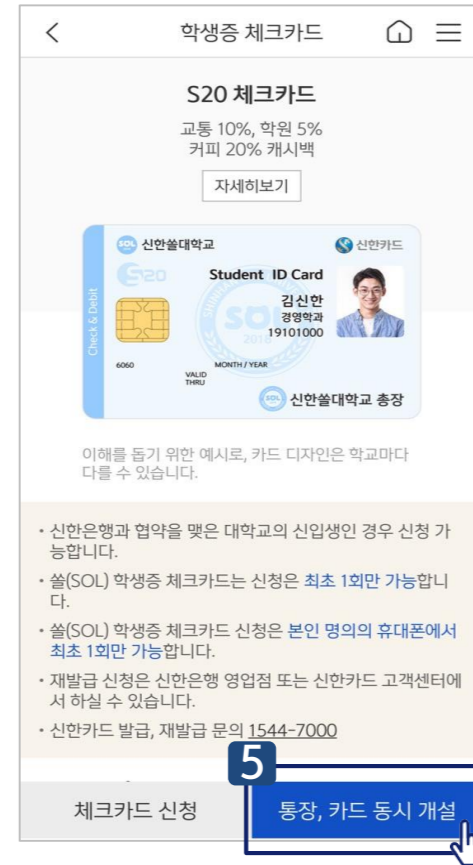 학생증 체크카드
S20 체크카드
교통 10%, 학원 5%
커피 20% 캐시백
자세히보기
SOL 신한쏠대학교
신한카드
S20
Student ID Card
김신한
경영학과
19101000
Check & Debit
SOL
2018
6060
MONTH / YEAR
VALID
THRU
SOL 신한쏠대학교 총장
이해를 돕기 위한 예시로, 카드 디자인은 학교마다
다를 수 있습니다.
• 신한은행과 협약을 맺은 대학교의 신입생인 경우 신청 가
능합니다.
• 쏠(SOL) 학생증 체크카드는 신청은 최초 1회만 가능합니
다.
• 쏠(SOL) 학생증 체크카드 신청은 본인 명의의 휴대폰에서
최초 1회만 가능합니다.
• 재발급 신청은 신한은행 영업점 또는 신한카드 고객센터에
서 하실 수 있습니다.
• 신한카드 발급, 재발급 문의 1544-7000
5
체크카드 신청
통장, 카드 동시 개설